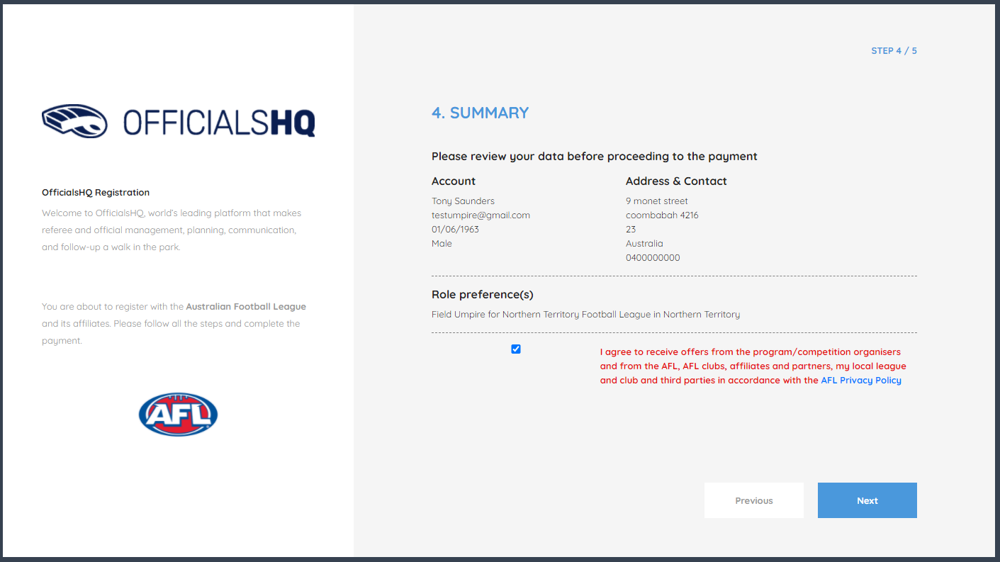 OFFICIALSHQ
OfficialsHQ Registration
Welcome to OfficialsHQ, world's leading platform that makes
referee and official management, planning, communication,
and follow-up a walk in the park.
You are about to register with the Australian Football League
and its affiliates. Please follow all the steps and complete the
payment.
AFL
STEP 4 / 5
4. SUMMARY
Please review your data before proceeding to the payment
Account
Tony Saunders
testumpire@gmail.com
01/06/1963
Male
Address & Contact
9 monet street
coombabah 4216
23
Australia
0400000000
Role preference(s)
Field Umpire for Northern Territory Football League in Northern Territory
I agree to receive offers from the program/competition organisers
and from the AFL, AFL clubs, affiliates and partners, my local league
and club and third parties in accordance with the AFL Privacy Policy
Previous
Next